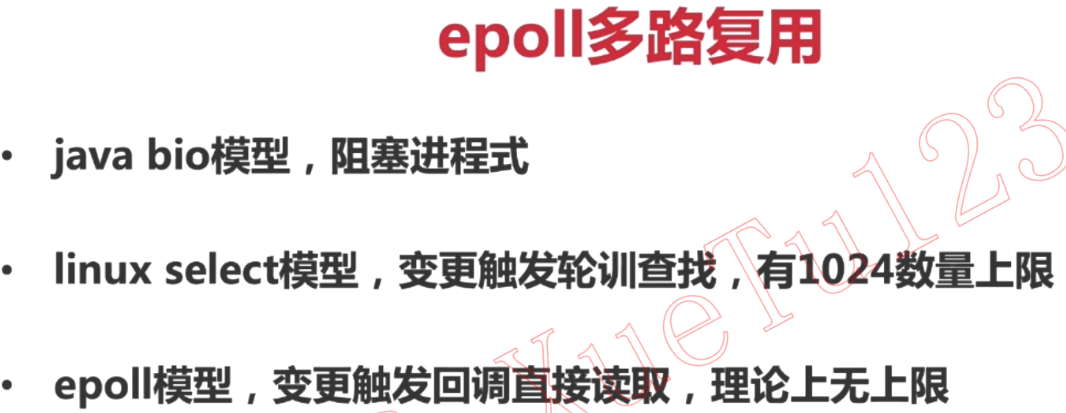 epoll多路复用
• java bio模型，阻塞进程式
• linux select模型，变更触发轮训查找，有1024数量上限
• epoll模型，变更触发回调直接读取，理论上无上限
XueTu123